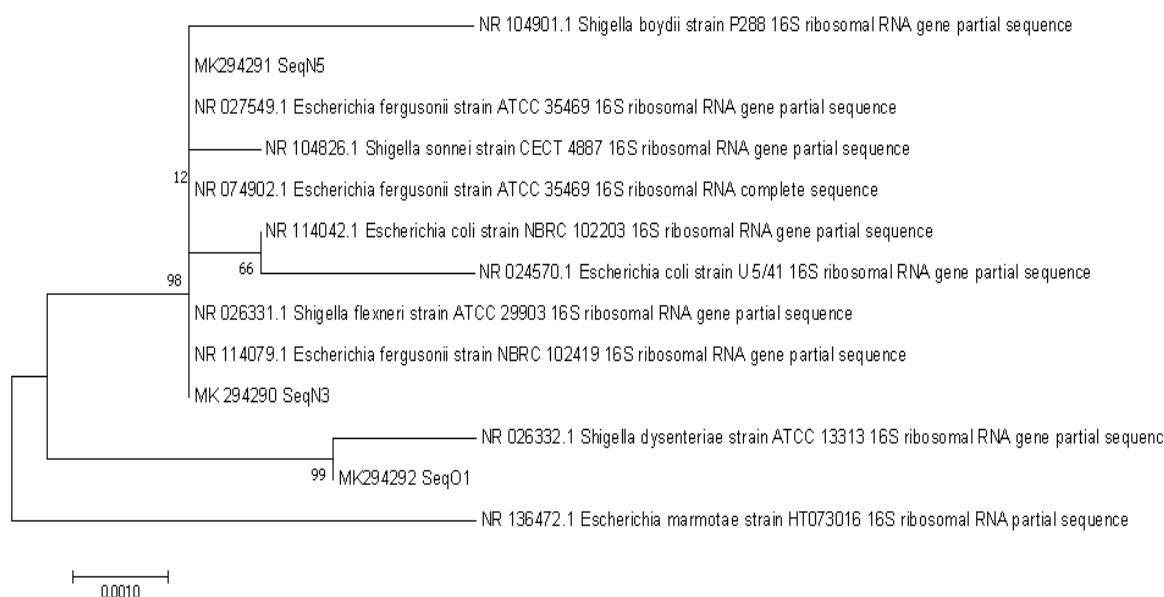 NR 104901.1 Shigella boydii strain P288 16S ribosomal RNA gene partial sequence
MK294291 SeqN5
NR 027549.1 Escherichia fergusonii strain ATCC 35469 16S ribosomal RNA gene partial sequence
NR 104826.1 Shigella sonnei strain CECT 4887 16S ribosomal RNA gene partial sequence
12
NR 074902.1 Escherichia fergusonii strain ATCC 35469 16S ribosomal RNA complete sequence
NR 114042.1 Escherichia coli strain NBRC 102203 16S ribosomal RNA gene partial sequence
66
NR 024570.1 Escherichia coli strain U 5/41 16S ribosomal RNA gene partial sequence
98
NR 026331.1 Shigella flexneri strain ATCC 29903 16S ribosomal RNA gene partial sequence
NR 114079.1 Escherichia fergusonii strain NBRC 102419 16S ribosomal RNA gene partial sequence
MK 294290 SeqN3
NR 026332.1 Shigella dysenteriae strain ATCC 13313 16S ribosomal RNA gene partial sequenc
99
MK294292 SeqO1
NR 136472.1 Escherichia marmotae strain HT073016 16S ribosomal RNA partial sequence
0.0010